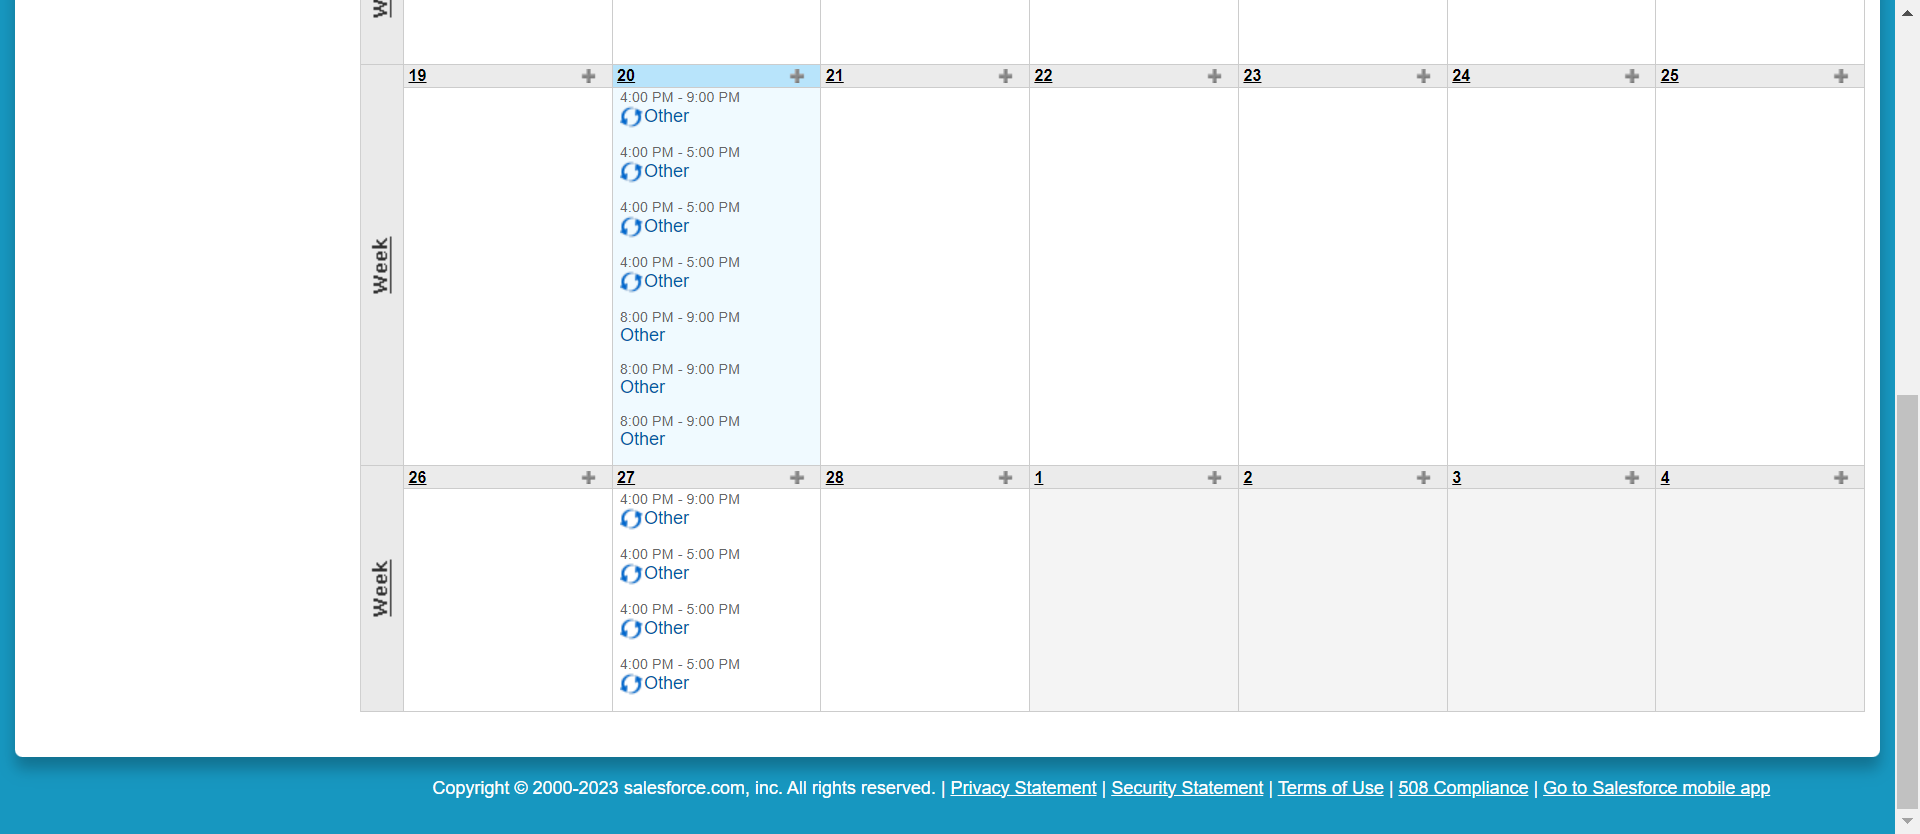 19
20
21
22
23
24
25
4:00 PM - 9:00 PM
Other
4:00 PM - 5:00 PM
Other
4:00 PM - 5:00 PM
Other
4:00 PM - 5:00 PM
Other
8:00 PM - 9:00 PM
Other
8:00 PM - 9:00 PM
Other
8:00 PM - 9:00 PM
Other
Week
26
27
28
1
2
3
4
4:00 PM - 9:00 PM
Other
4:00 PM - 5:00 PM
Other
4:00 PM - 5:00 PM
Other
4:00 PM - 5:00 PM
Other
Week
Copyright © 2000-2023 salesforce.com, inc. All rights reserved. | Privacy Statement | Security Statement | Terms of Use | 508 Compliance | Go to Salesforce mobile app